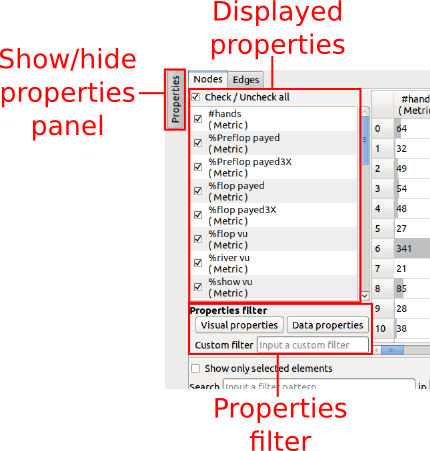 Displayed
properties
Show/hide
properties
panel
Properties
Nodes Edges
Check / Uncheck all
#hands
(Metric)
%Preflop payed
(Metric)
%Preflop payed3X
(Metric)
%flop payed
(Metric)
%flop payed3X
(Metric)
%flop vu
(Metric)
%river vu
(Metric)
%show vu
(Metric)
#hands
(Metric
0 64
1 32
2 49
3 54
4 48
5 27
6 341
7 21
8 85
9 28
10 38
Properties filter
Visual properties Data properties
Custom filter Input a custom filter
Show only selected elements
Search Input a filter pattern in
Properties
filter